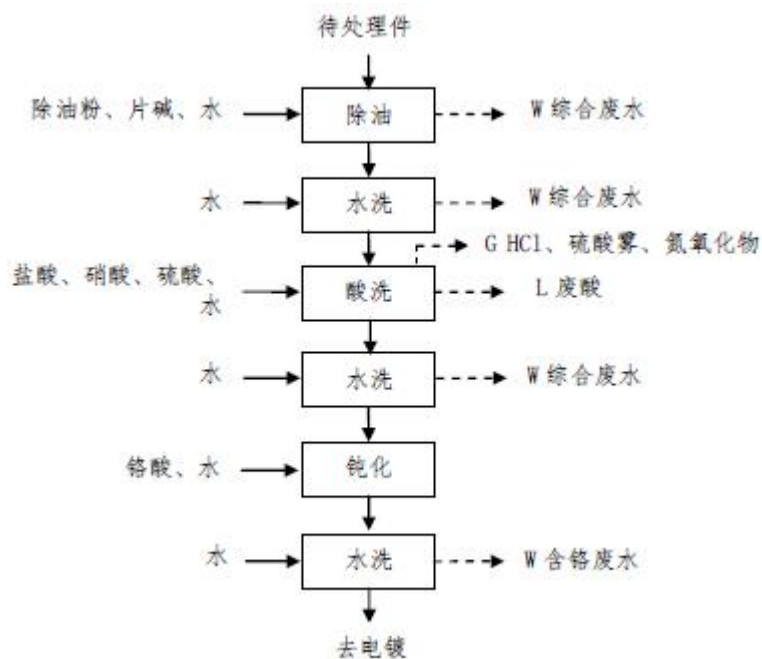 待处理件
除油粉、片碱、水
除油
W 综合废水
水
水洗
W 综合废水
G HCl、硫酸雾、氮氧化物
盐酸、硝酸、硫酸、
水
酸洗
L 废酸
水
水洗
W 综合废水
铬酸、水
钝化
水
水洗
W 含铬废水
去电镀